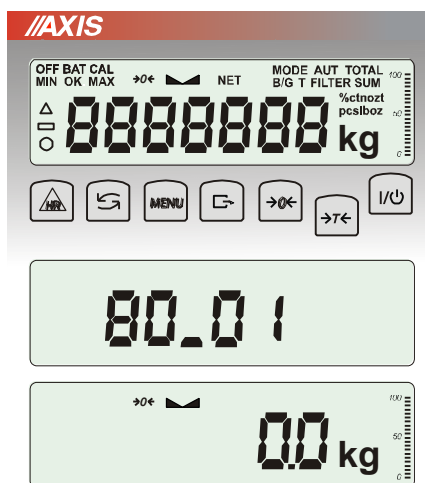 AXIS
OFF BAT CAL →0← NET MODE AUT TOTAL 100
MIN OK MAX B/G T FILTER SUM
%ctnozt
pcslboz 50
8888888 kg
0
HR MENU →0← →T← I/⏻
80_01
→0← 100
0.0 kg 50
0